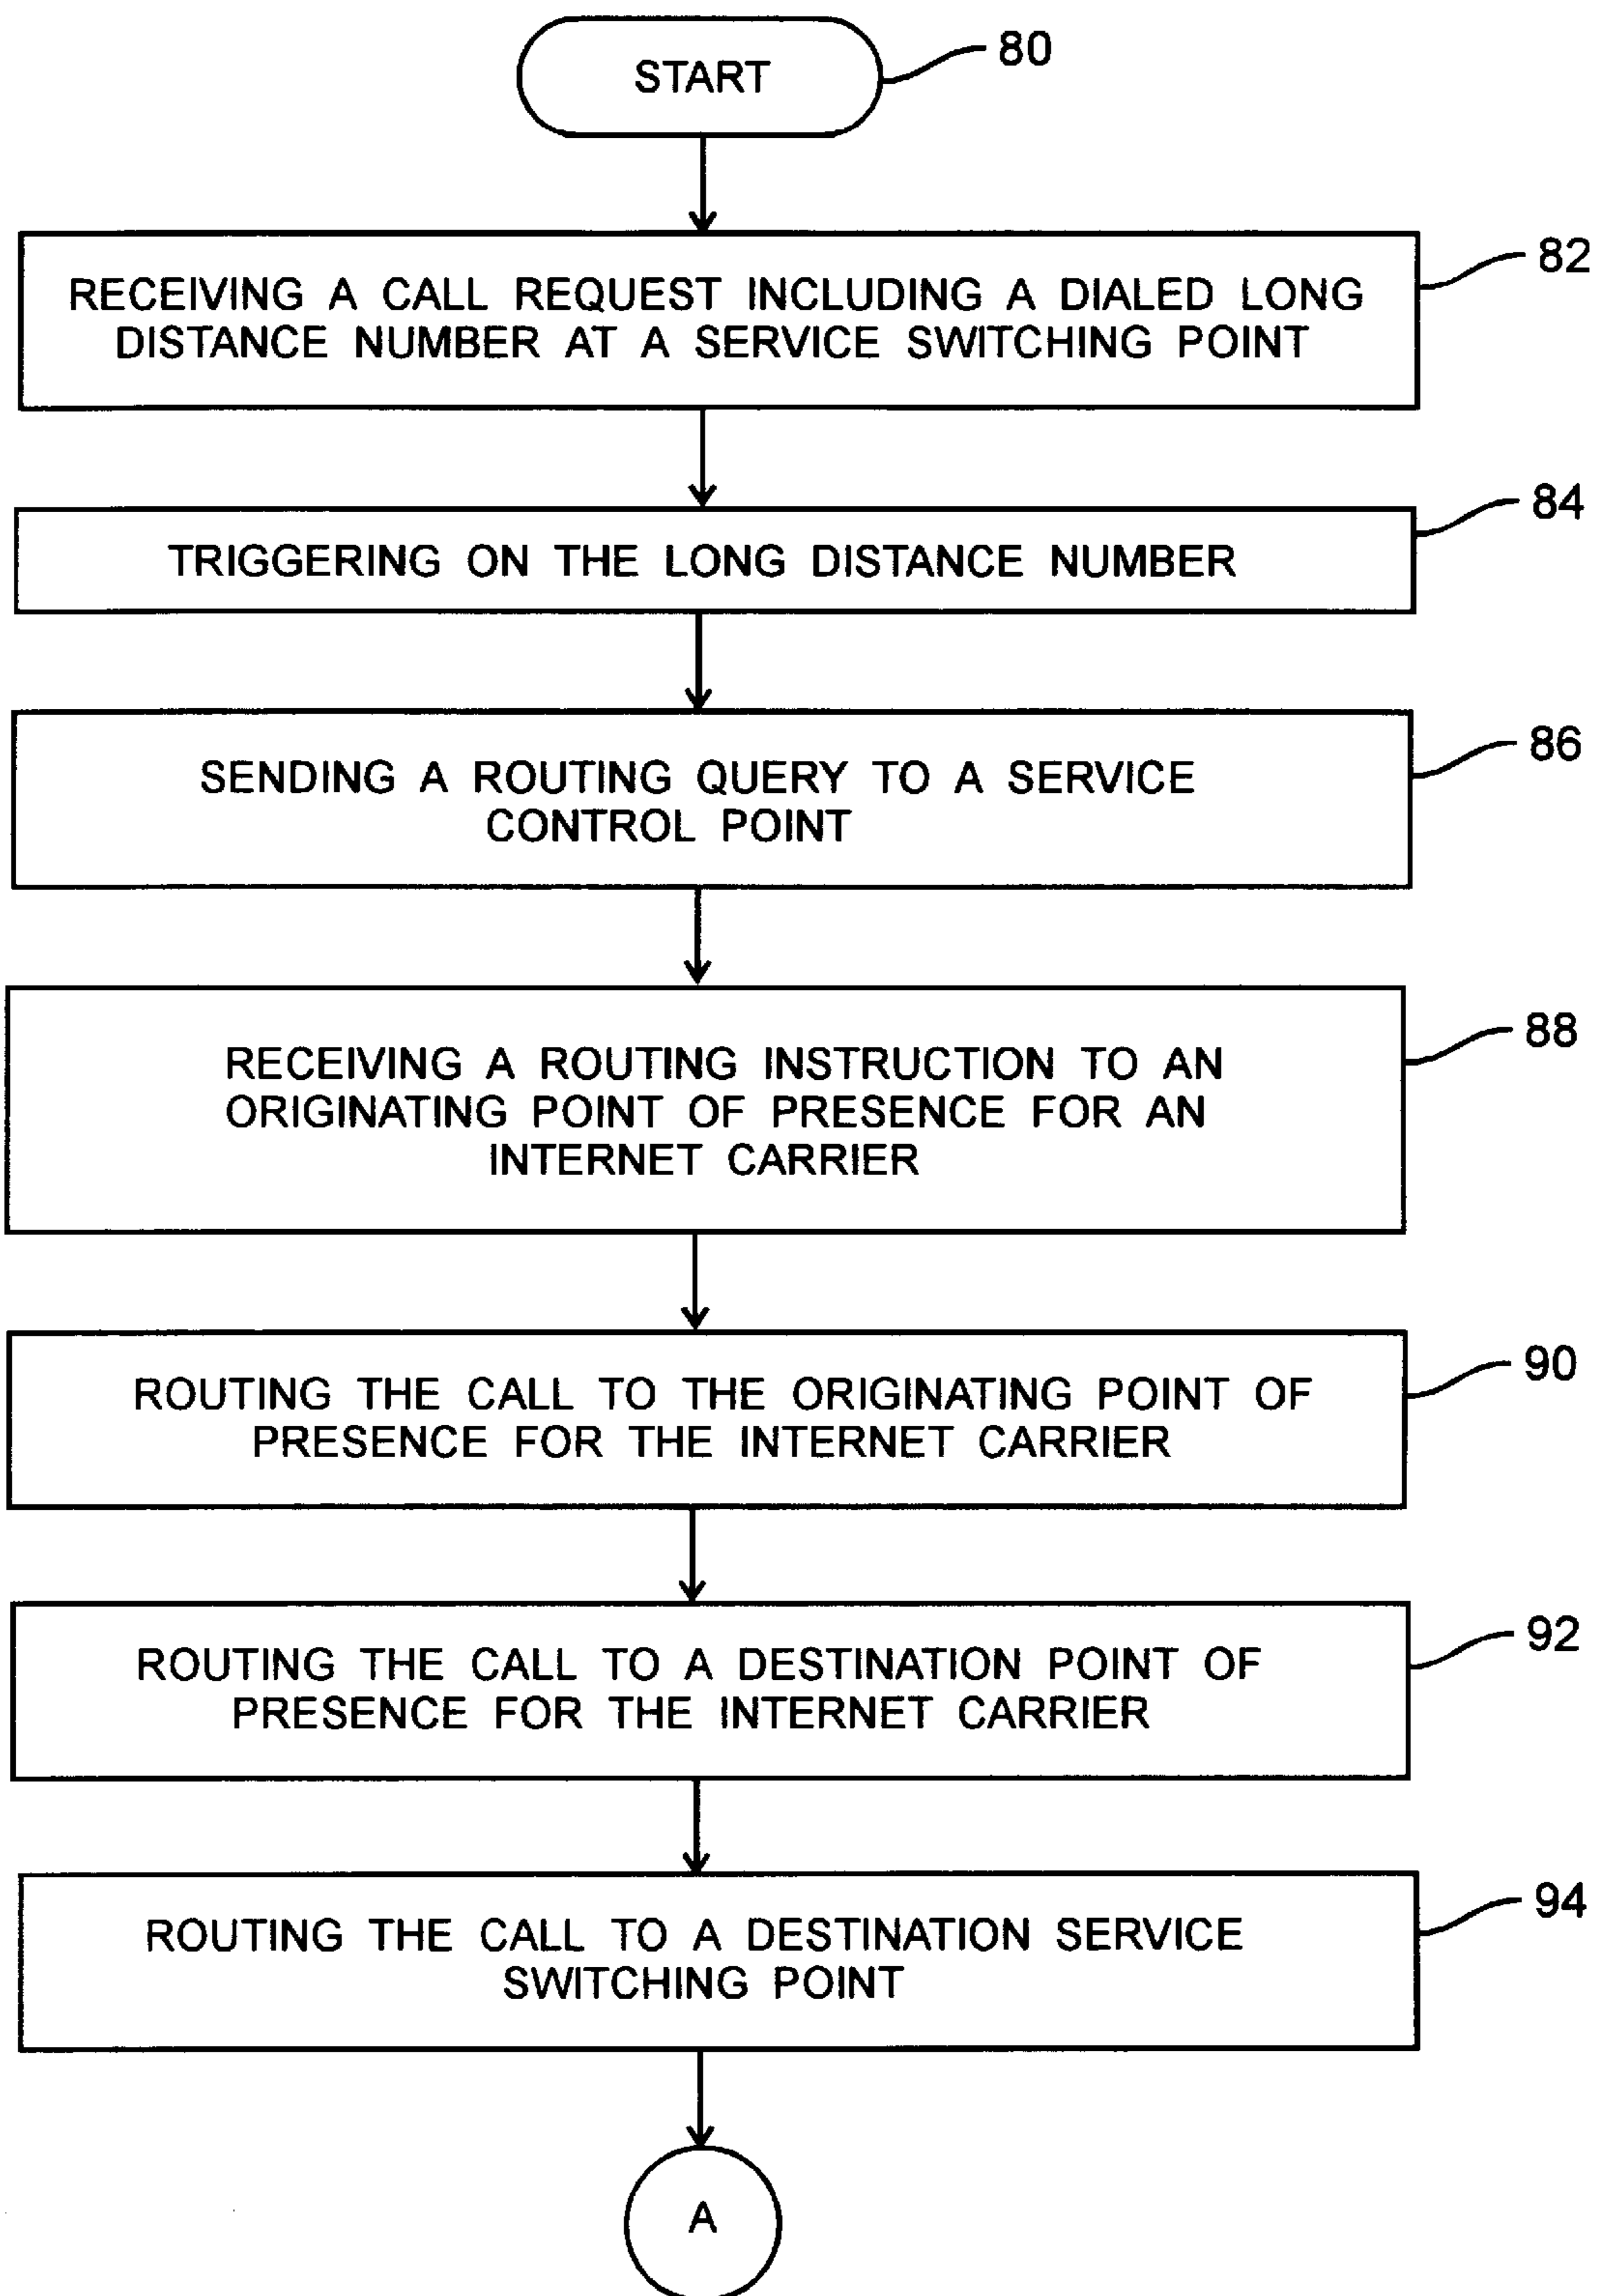 START
80
RECEIVING A CALL REQUEST INCLUDING A DIALED LONG
DISTANCE NUMBER AT A SERVICE SWITCHING POINT
82
TRIGGERING ON THE LONG DISTANCE NUMBER
84
SENDING A ROUTING QUERY TO A SERVICE
CONTROL POINT
86
RECEIVING A ROUTING INSTRUCTION TO AN
ORIGINATING POINT OF PRESENCE FOR AN
INTERNET CARRIER
88
ROUTING THE CALL TO THE ORIGINATING POINT OF
PRESENCE FOR THE INTERNET CARRIER
90
ROUTING THE CALL TO A DESTINATION POINT OF
PRESENCE FOR THE INTERNET CARRIER
92
ROUTING THE CALL TO A DESTINATION SERVICE
SWITCHING POINT
94
A